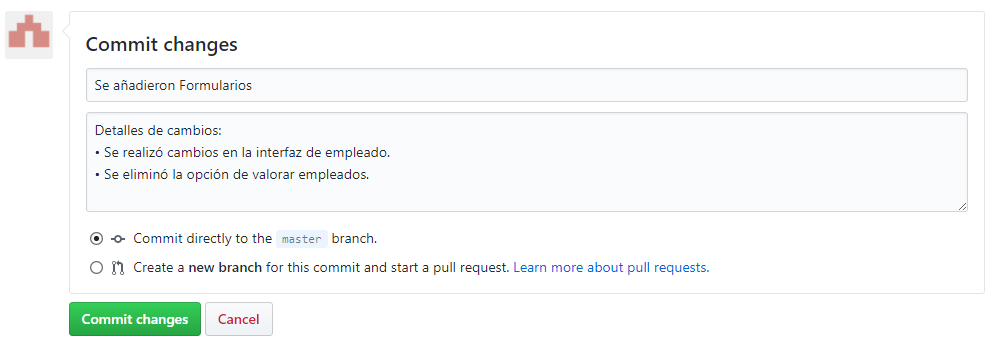 Commit changes
Se añadieron Formularios
Detalles de cambios:
• Se realizó cambios en la interfaz de empleado.
• Se eliminó la opción de valorar empleados.
Commit directly to the master branch.
Create a new branch for this commit and start a pull request. Learn more about pull requests.
Commit changes
Cancel